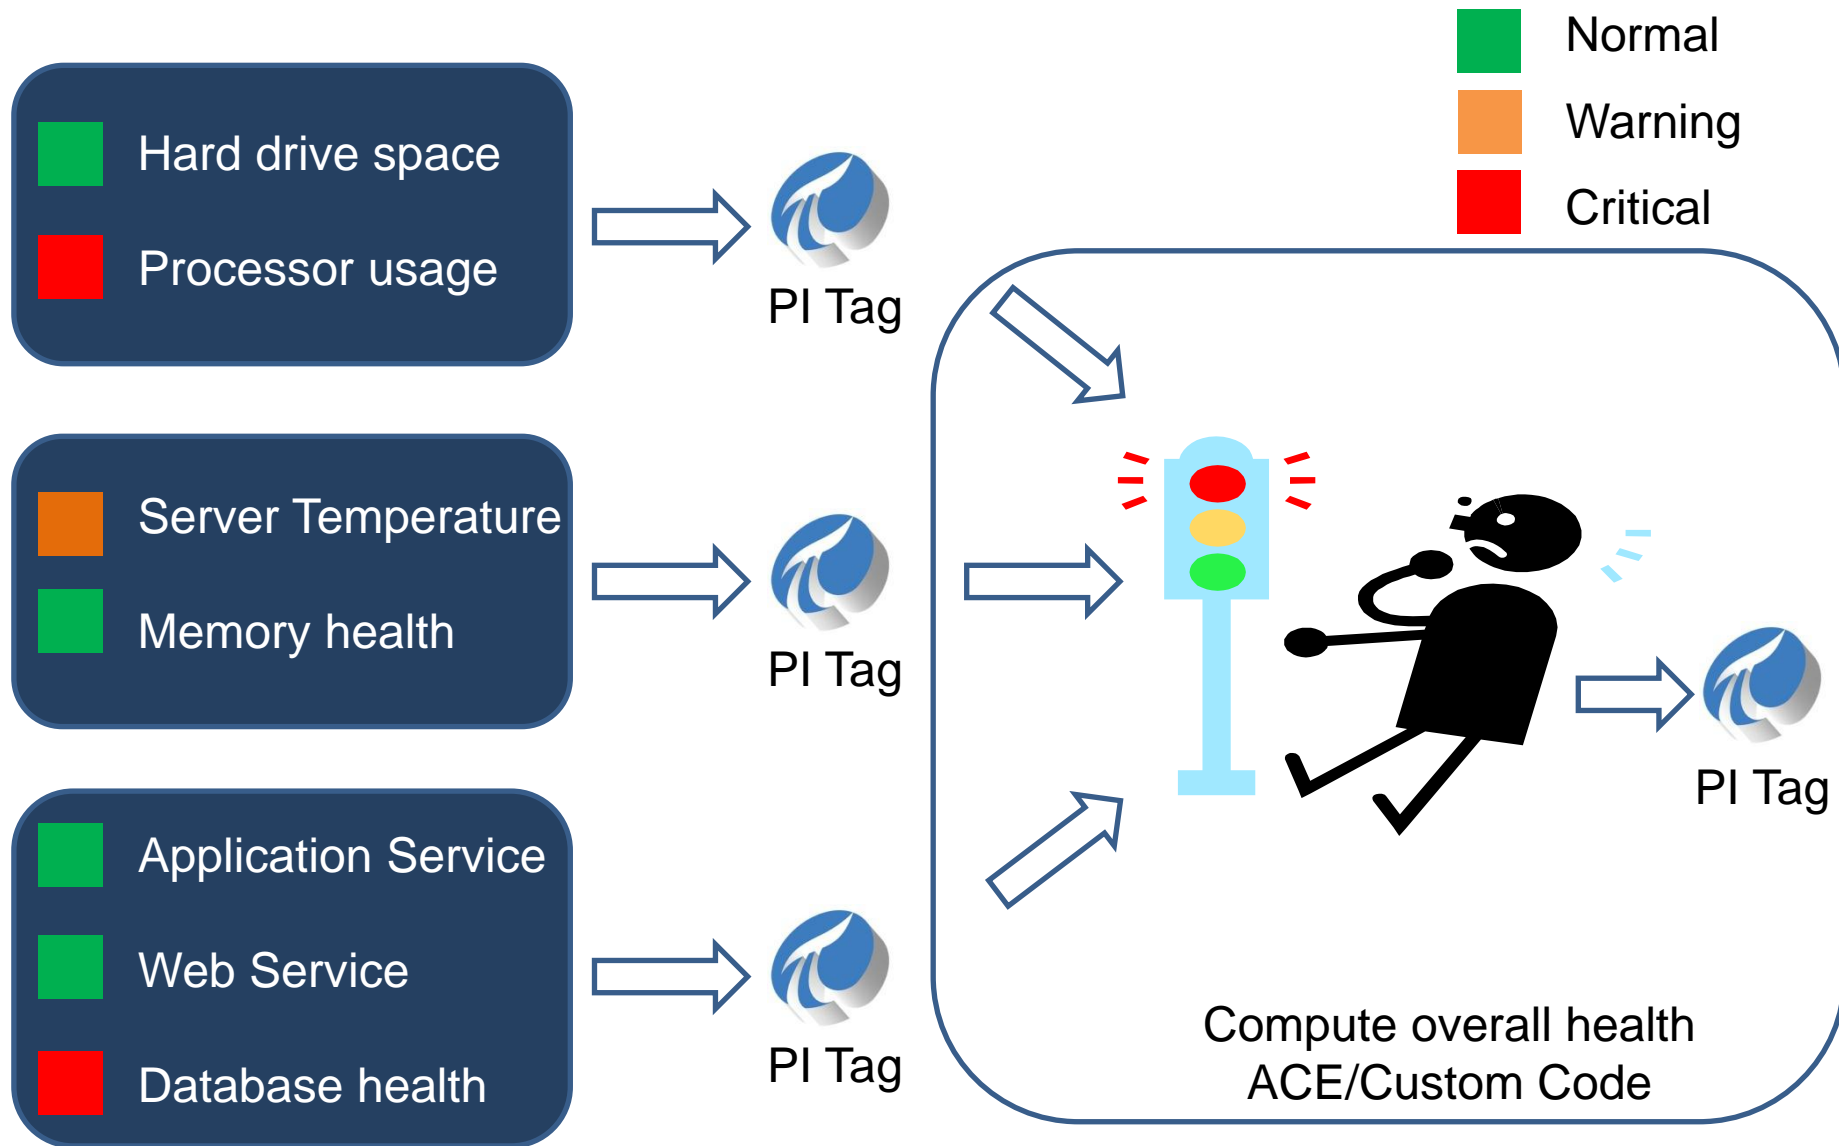 Normal
Warning
Critical
Hard drive space
Processor usage
PI Tag
Server Temperature
Memory health
PI Tag
Application Service
Web Service
Database health
PI Tag
PI Tag
Compute overall health
ACE/Custom Code